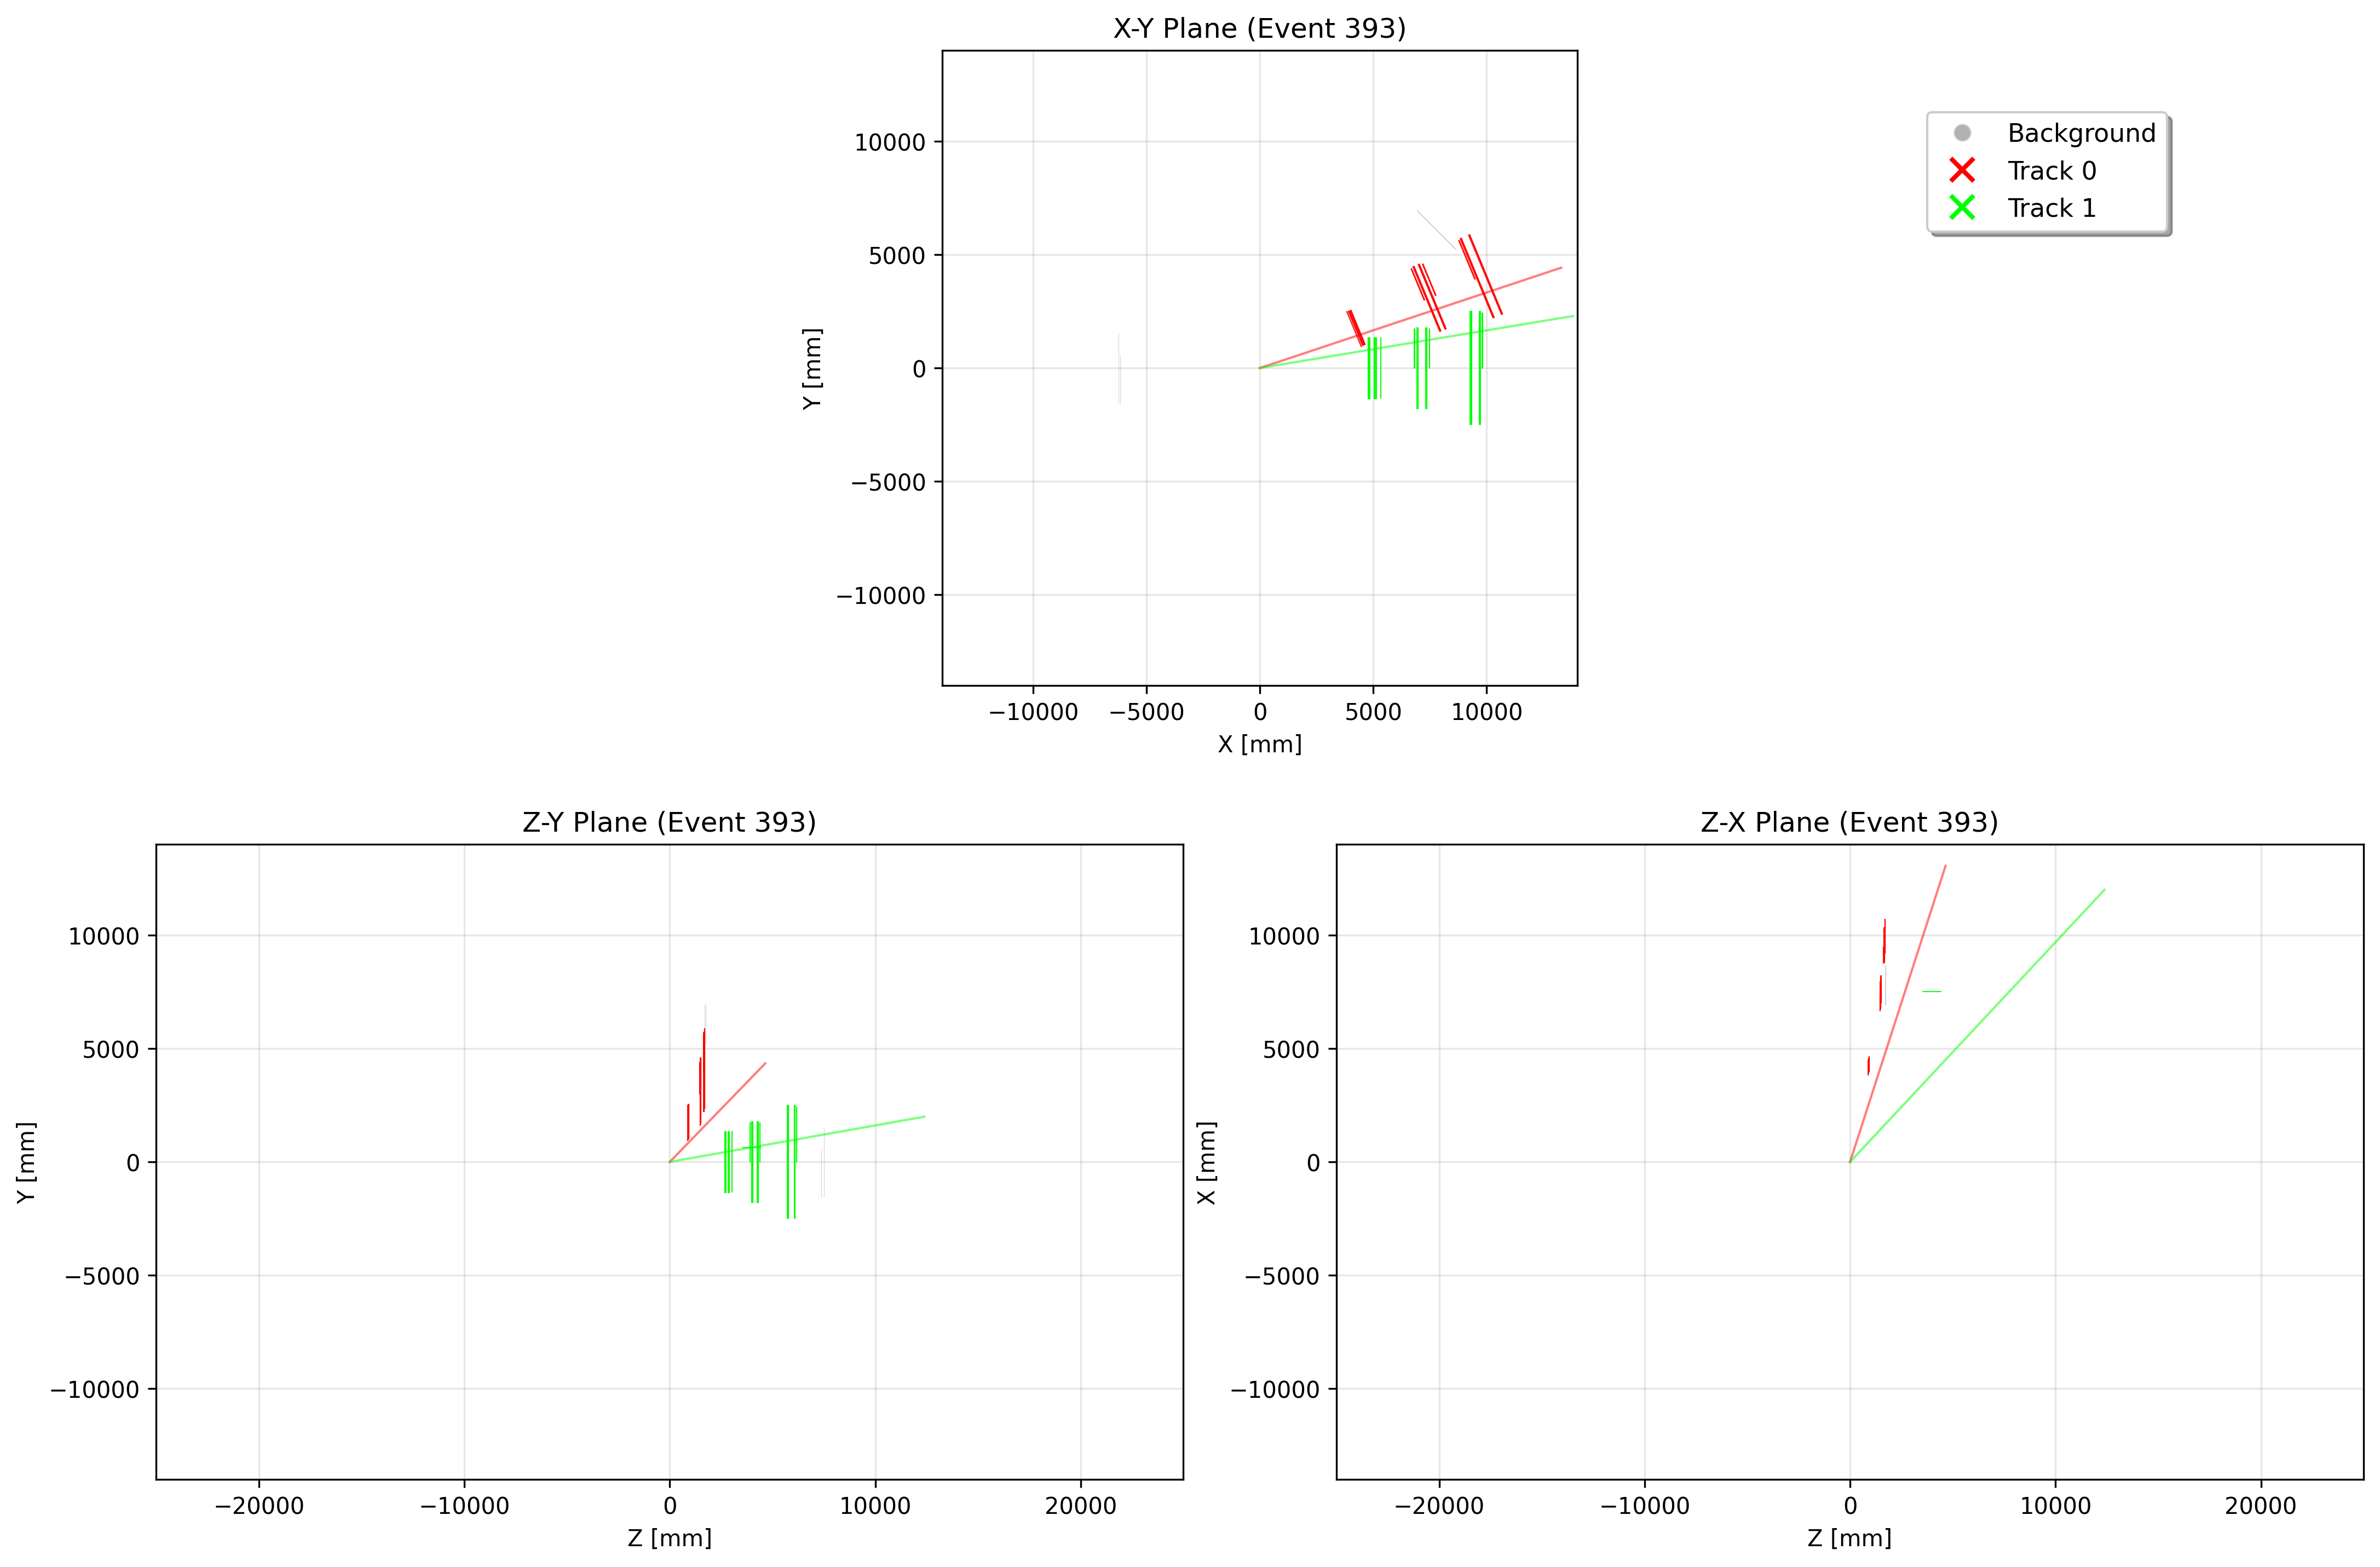 X-Y Plane (Event 393)
10000
5000
0
−5000
−10000
Y [mm]
−10000 −5000 0 5000 10000
X [mm]
Background
Track 0
Track 1
Z-Y Plane (Event 393)
10000
5000
0
−5000
−10000
Y [mm]
−20000 −10000 0 10000 20000
Z [mm]
Z-X Plane (Event 393)
10000
5000
0
−5000
−10000
X [mm]
−20000 −10000 0 10000 20000
Z [mm]